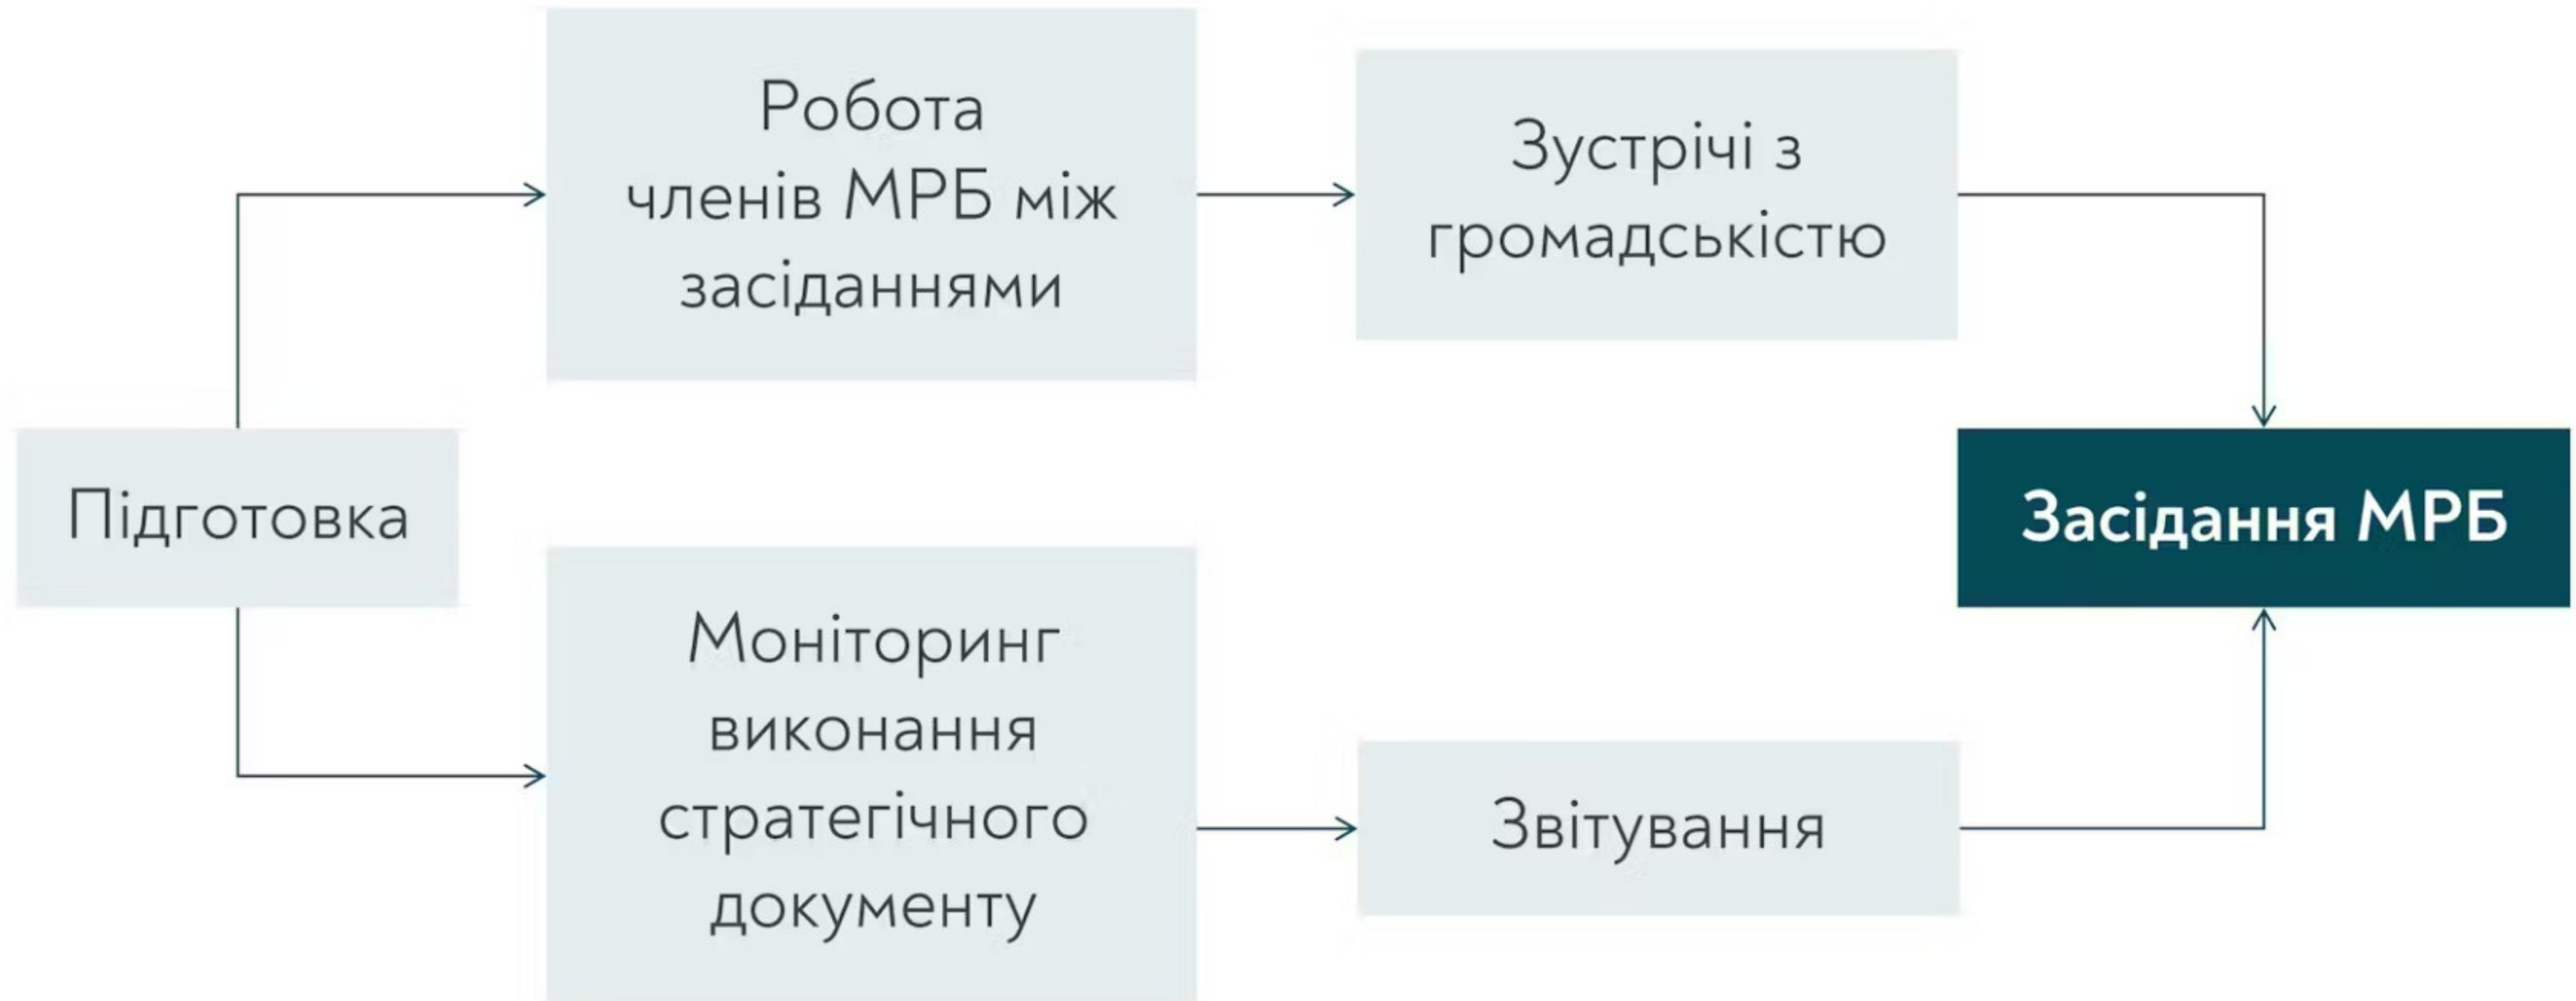 Підготовка
Робота
членів МРБ між
засіданнями
Зустрічі з
громадськістю
Моніторинг
виконання
стратегічного
документу
Звітування
Засідання МРБ